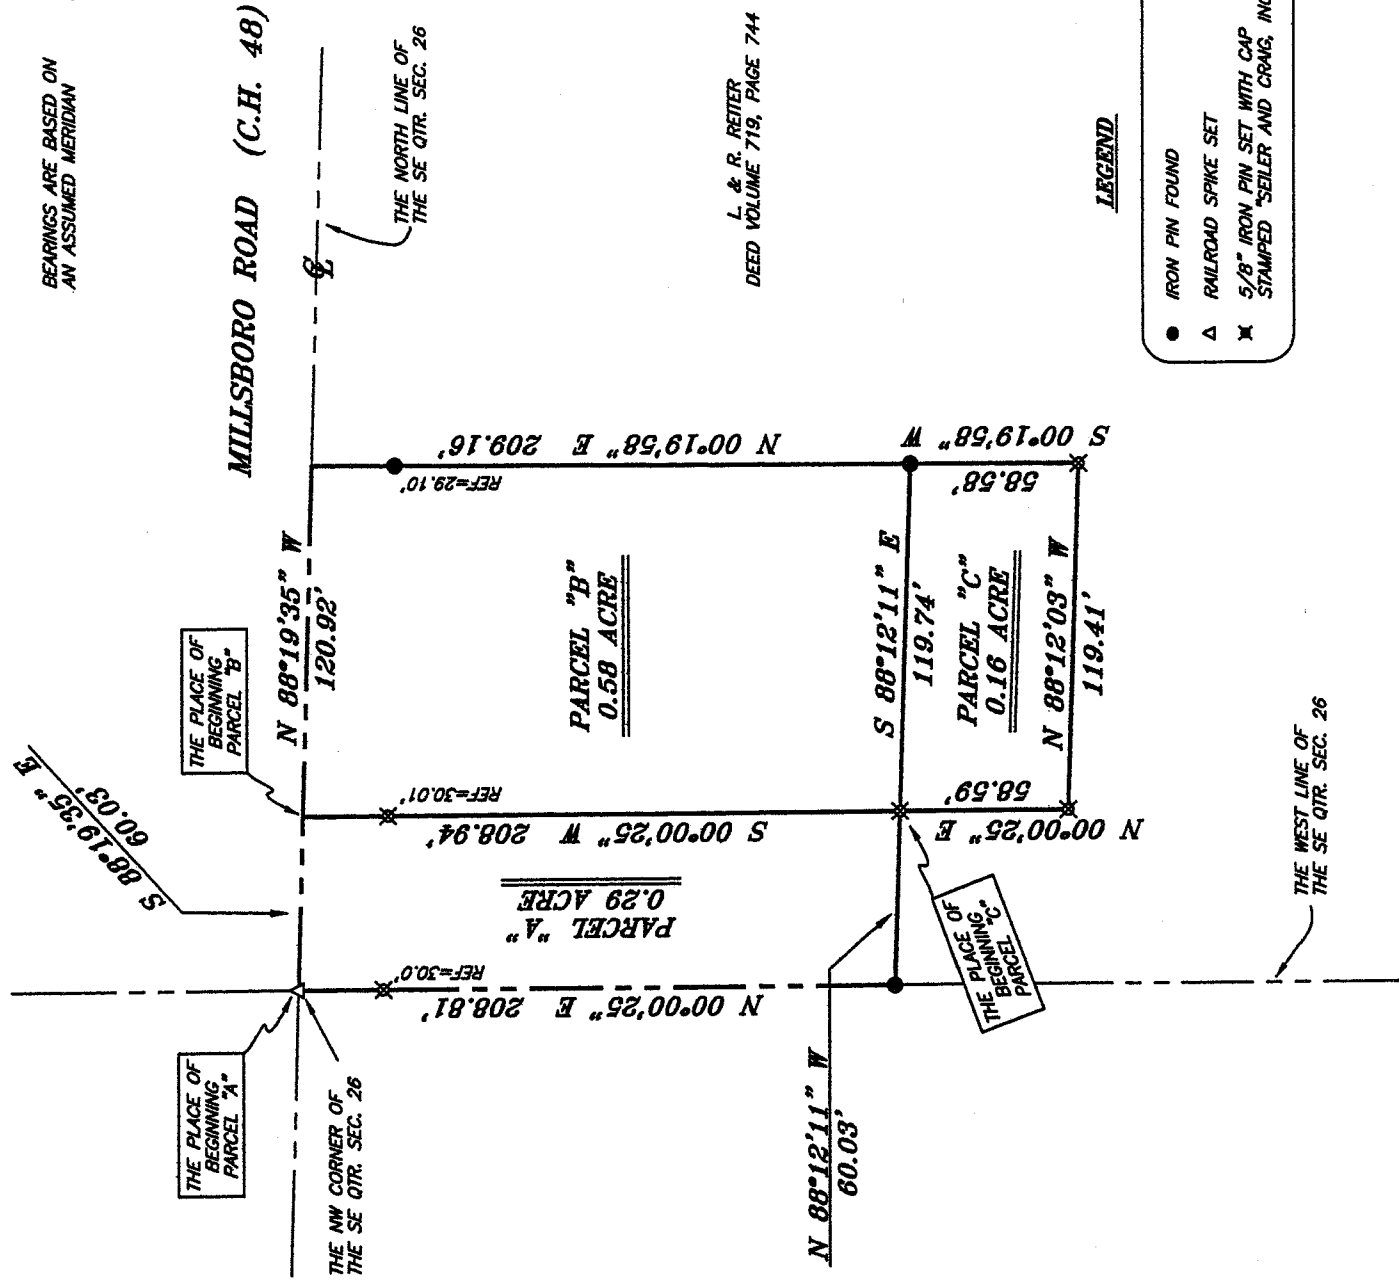 BEARINGS ARE BASED ON
AN ASSUMED MERIDIAN
MILLSBORO ROAD (C.H. 48)
THE NORTH LINE OF
THE SE QTR. SEC. 26
L. & R. REITER
DEED VOLUME 719, PAGE 744
LEGEND
IRON PIN FOUND
RAILROAD SPIKE SET
5/8" IRON PIN SET WITH CAP
STAMPED "SEILER AND CRAIG, INC
S 88°19'35" E
60.03'
THE PLACE OF
BEGINNING
PARCEL "B"
N 88°19'35" W
120.92'
N 00°19'58" E 209.16'
REF=29.10'
S 00°19'58" W
58.58'
PARCEL "B"
0.58 ACRE
S 88°12'11" E
119.74'
PARCEL "C"
0.16 ACRE
N 88°12'03" W
119.41'
REF=30.01'
S 00°00'25" W 208.94'
58.59'
N 00°00'25" E
PARCEL "A"
0.29 ACRE
REF=30.0'
N 00°00'25" E 208.81'
THE PLACE OF
BEGINNING
PARCEL "A"
THE NW CORNER OF
THE SE QTR. SEC. 26
N 88°12'11" W
60.03'
THE PLACE OF
BEGINNING
PARCEL "C"
THE WEST LINE OF
THE SE QTR. SEC. 26